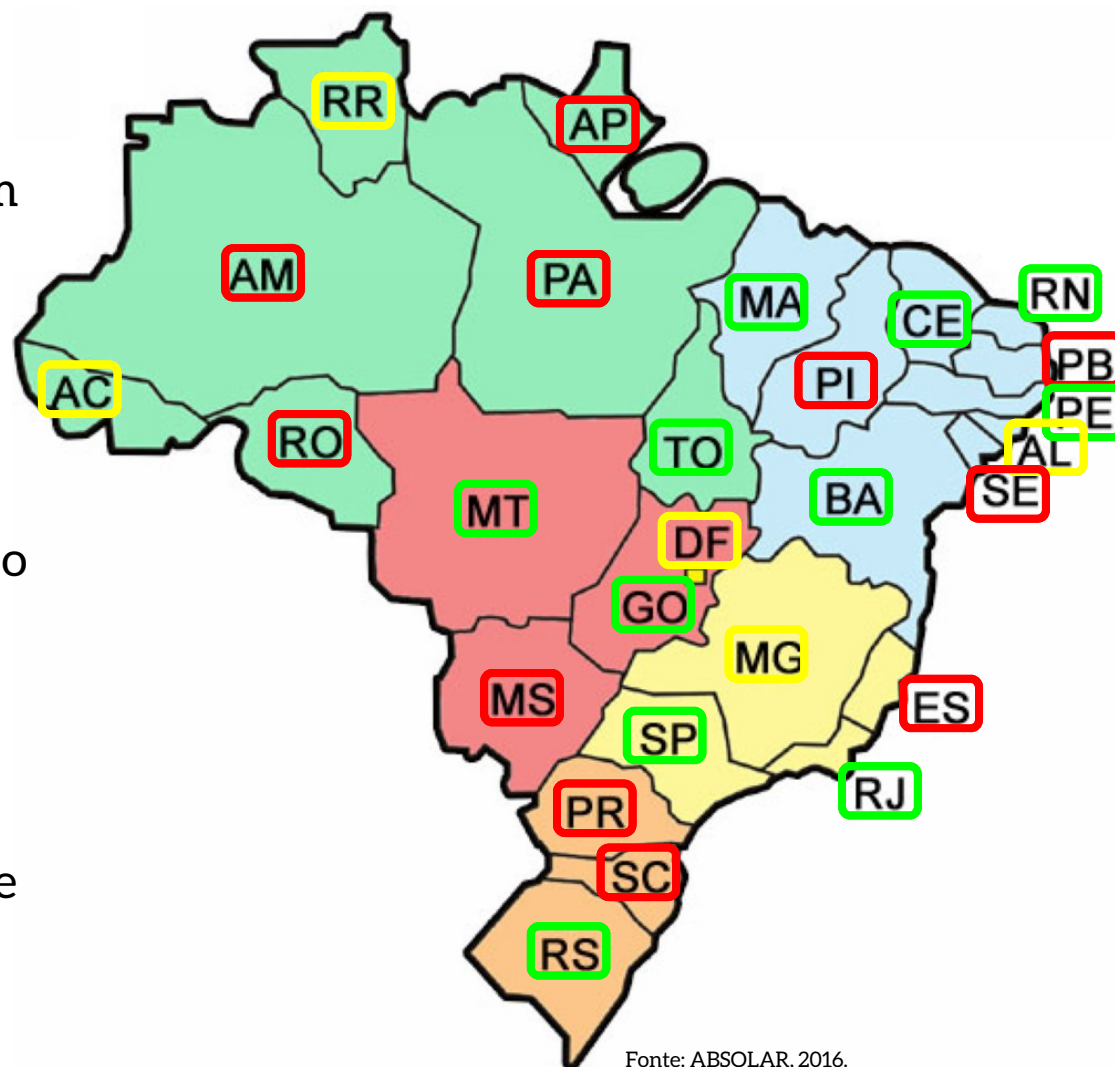 RR
AP
n
AM
PA
MA
CE
RN
PB
PI
AC
PE
RO
TO
AL
MT
BA
SE
DF
o
GO
MG
MS
ES
SP
RJ
PR
SC
e
RS
Fonte: ABSOLAR, 2016.